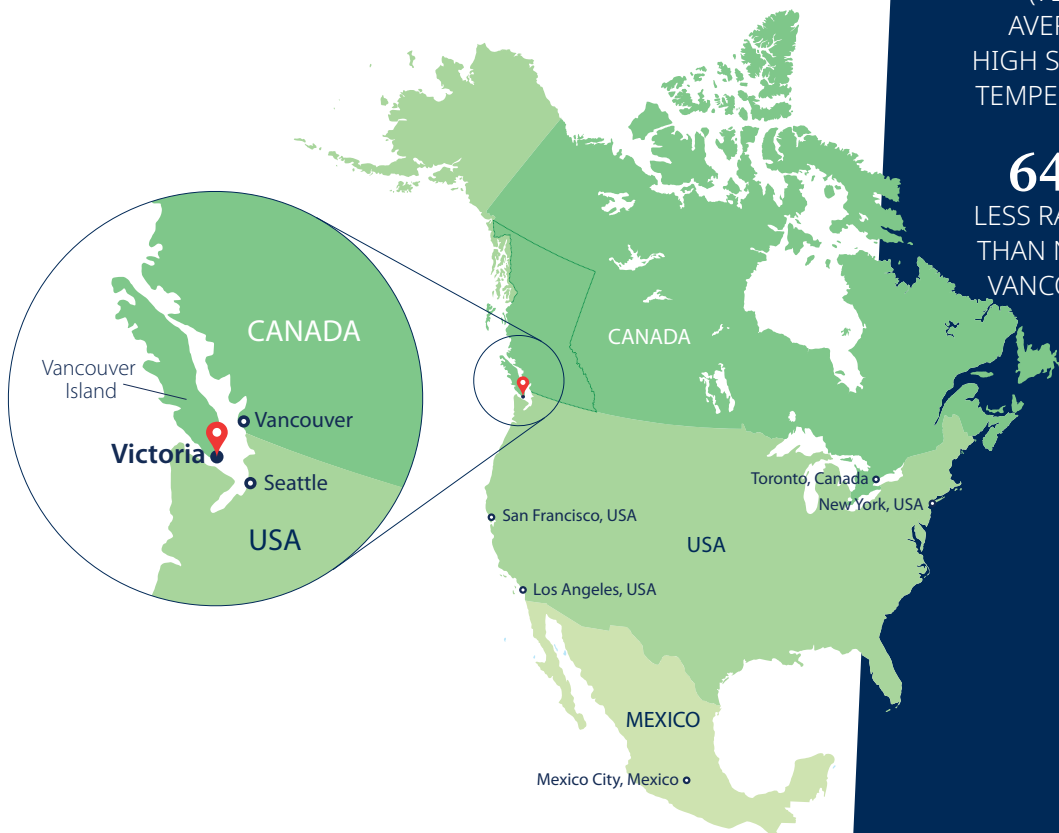 AVER
HIGH S
TEMPE
64
LESS RA
THAN N
VANCO
CANADA
Vancouver
Island
Vancouver
Victoria
Seattle
USA
CANADA
Toronto, Canada
New York, USA
San Francisco, USA
USA
Los Angeles, USA
MEXICO
Mexico City, Mexico